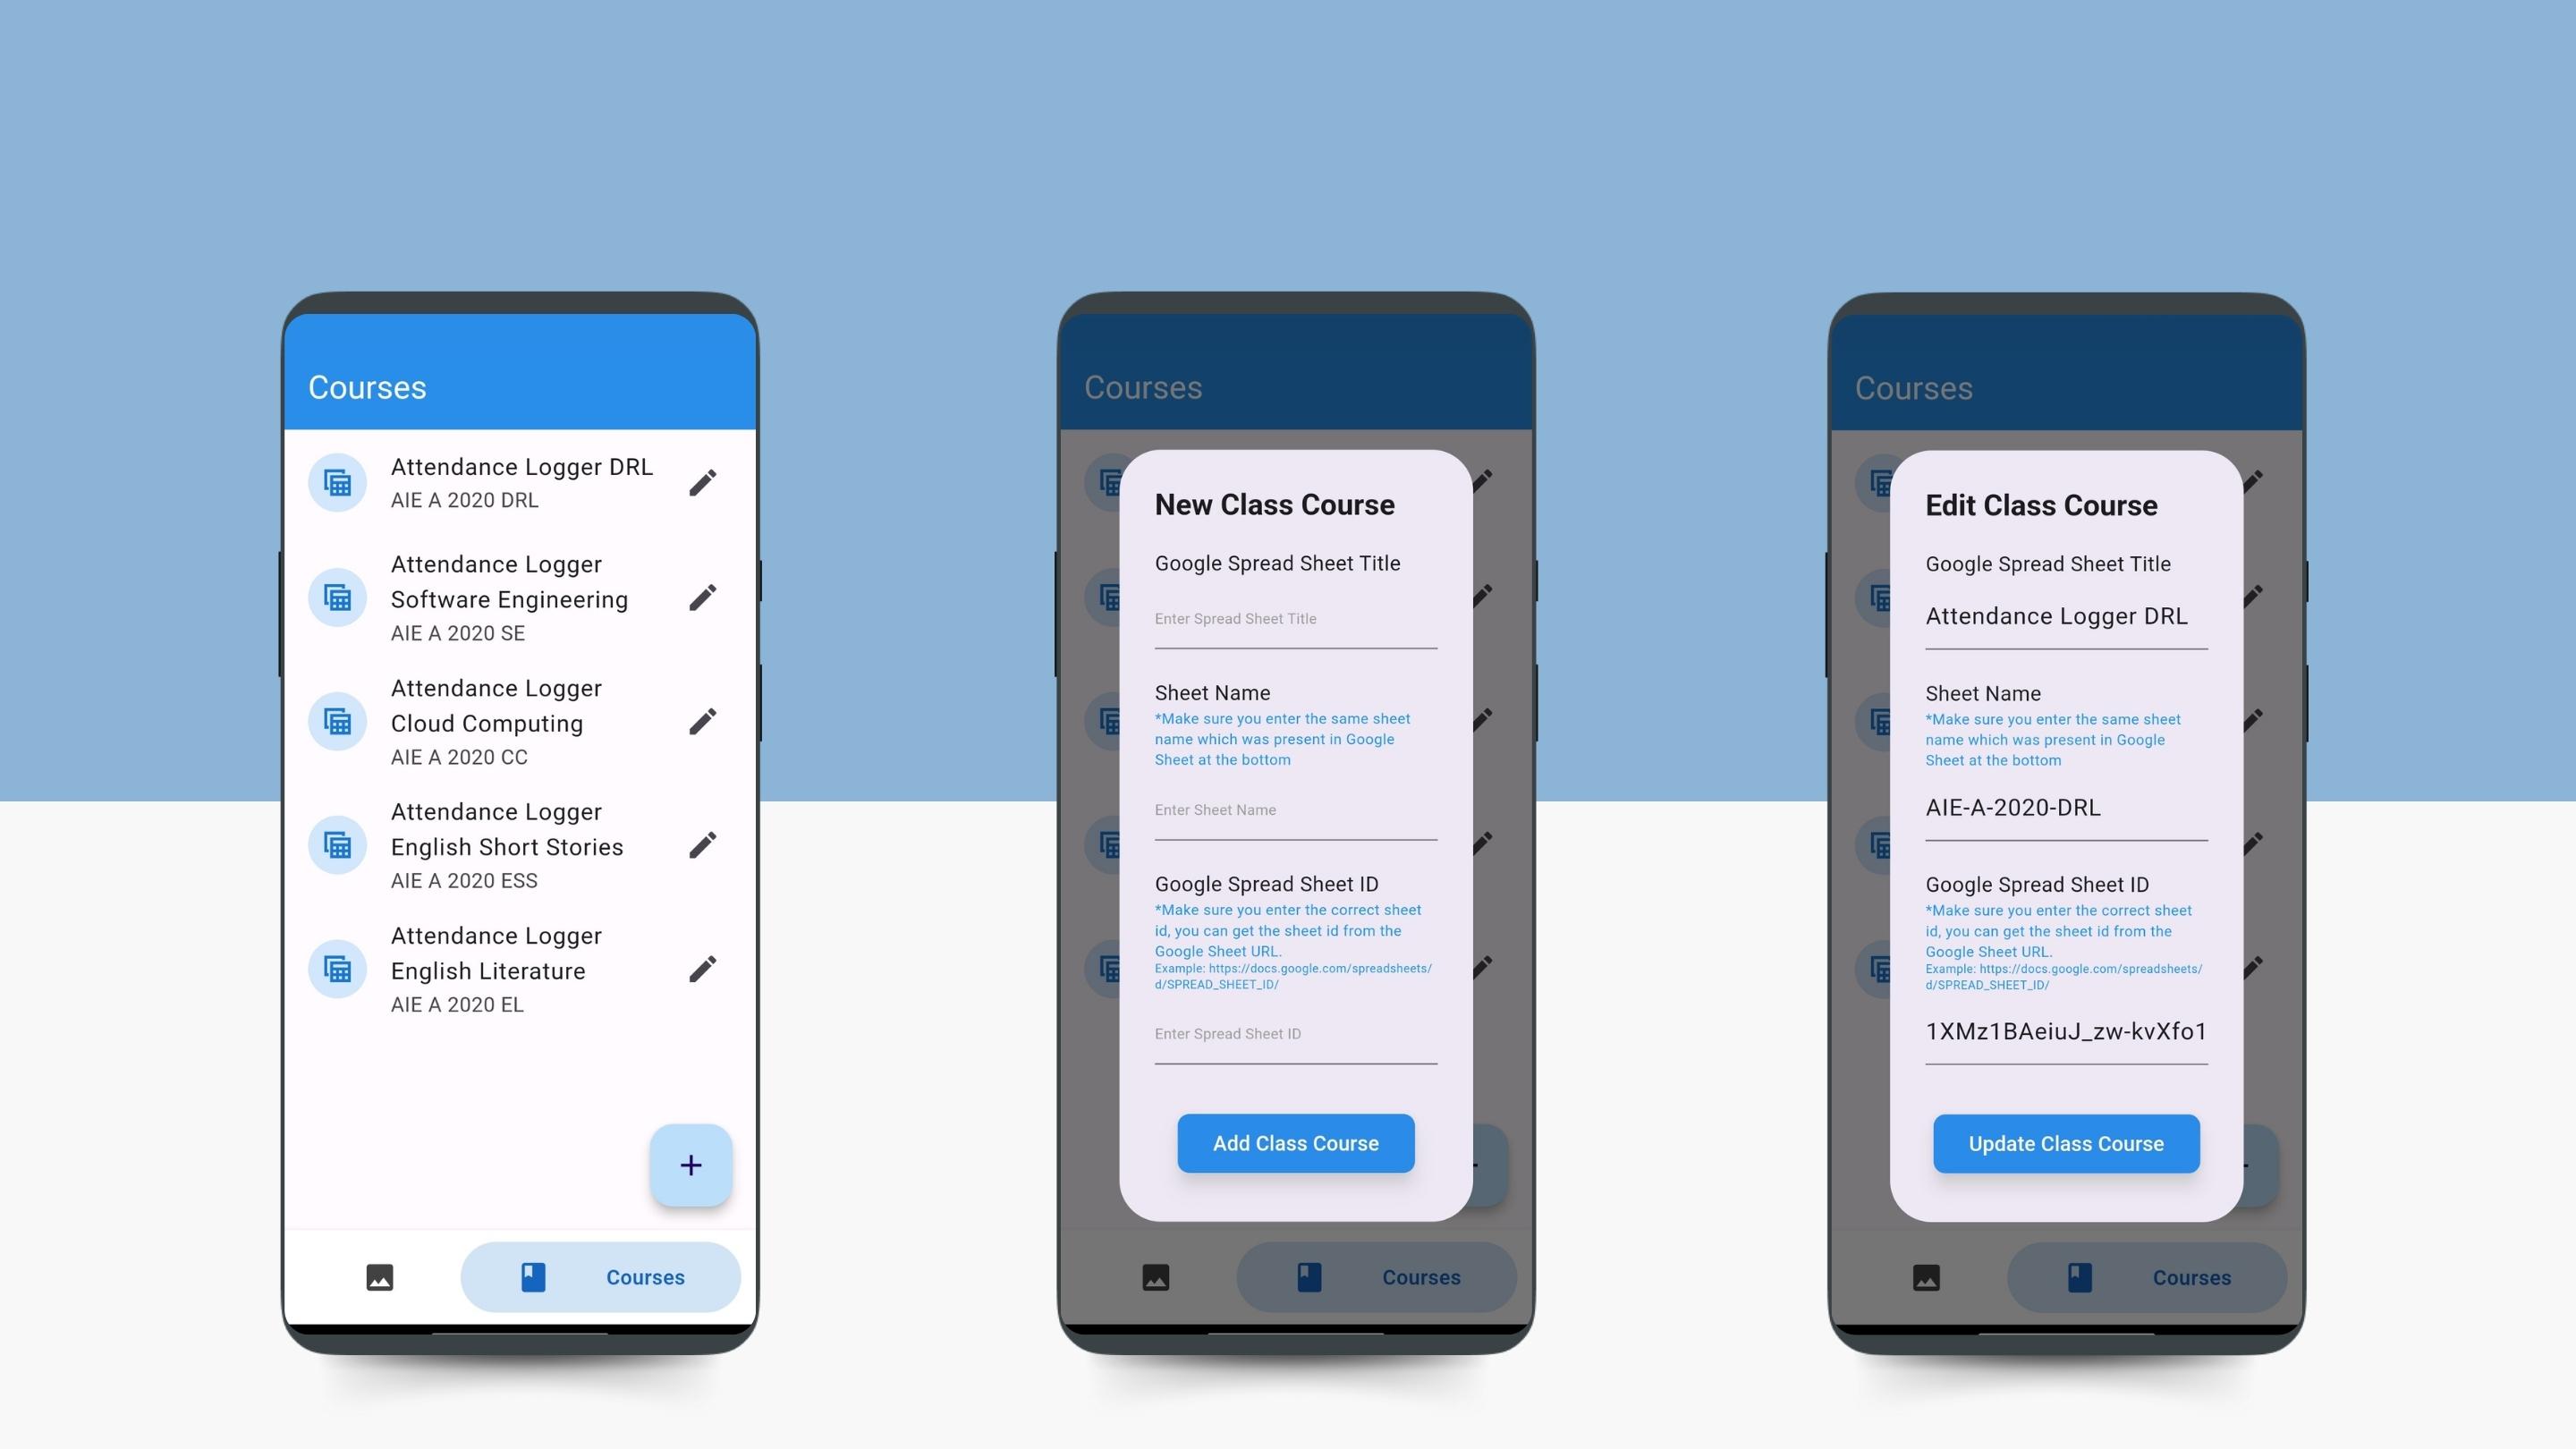 Courses
Attendance Logger DRL
AIE A 2020 DRL
Attendance Logger
Software Engineering
AIE A 2020 SE
Attendance Logger
Cloud Computing
AIE A 2020 CC
Attendance Logger
English Short Stories
AIE A 2020 ESS
Attendance Logger
English Literature
AIE A 2020 EL
+
Courses
Courses
New Class Course
Google Spread Sheet Title
Enter Spread Sheet Title
Sheet Name
*Make sure you enter the same sheet
name which was present in Google
Sheet at the bottom
Enter Sheet Name
Google Spread Sheet ID
*Make sure you enter the correct sheet
id, you can get the sheet id from the
Google Sheet URL.
Example: https://docs.google.com/spreadsheets/
d/SPREAD_SHEET_ID/
Enter Spread Sheet ID
Add Class Course
Courses
Courses
Edit Class Course
Google Spread Sheet Title
Attendance Logger DRL
Sheet Name
*Make sure you enter the same sheet
name which was present in Google
Sheet at the bottom
AIE-A-2020-DRL
Google Spread Sheet ID
*Make sure you enter the correct sheet
id, you can get the sheet id from the
Google Sheet URL.
Example: https://docs.google.com/spreadsheets/
d/SPREAD_SHEET_ID/
1XMz1BAeiuJ_zw-kvXfo1
Update Class Course
Courses